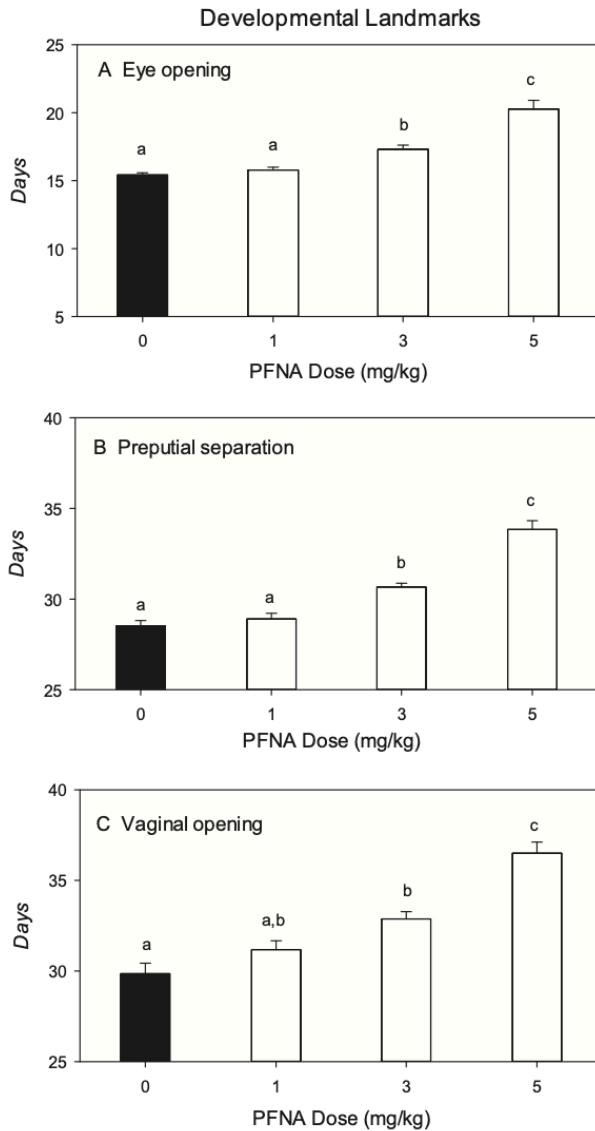 Developmental Landmarks
25
A Eye opening
c
20
b
a
a
15
Days
10
5
0
1
3
5
PFNA Dose (mg/kg)
40
B Preputial separation
35
c
Days
b
30
a
a
25
0
1
3
5
PFNA Dose (mg/kg)
40
C Vaginal opening
c
35
b
a,b
Days
a
30
25
0
1
3
5
PFNA Dose (mg/kg)